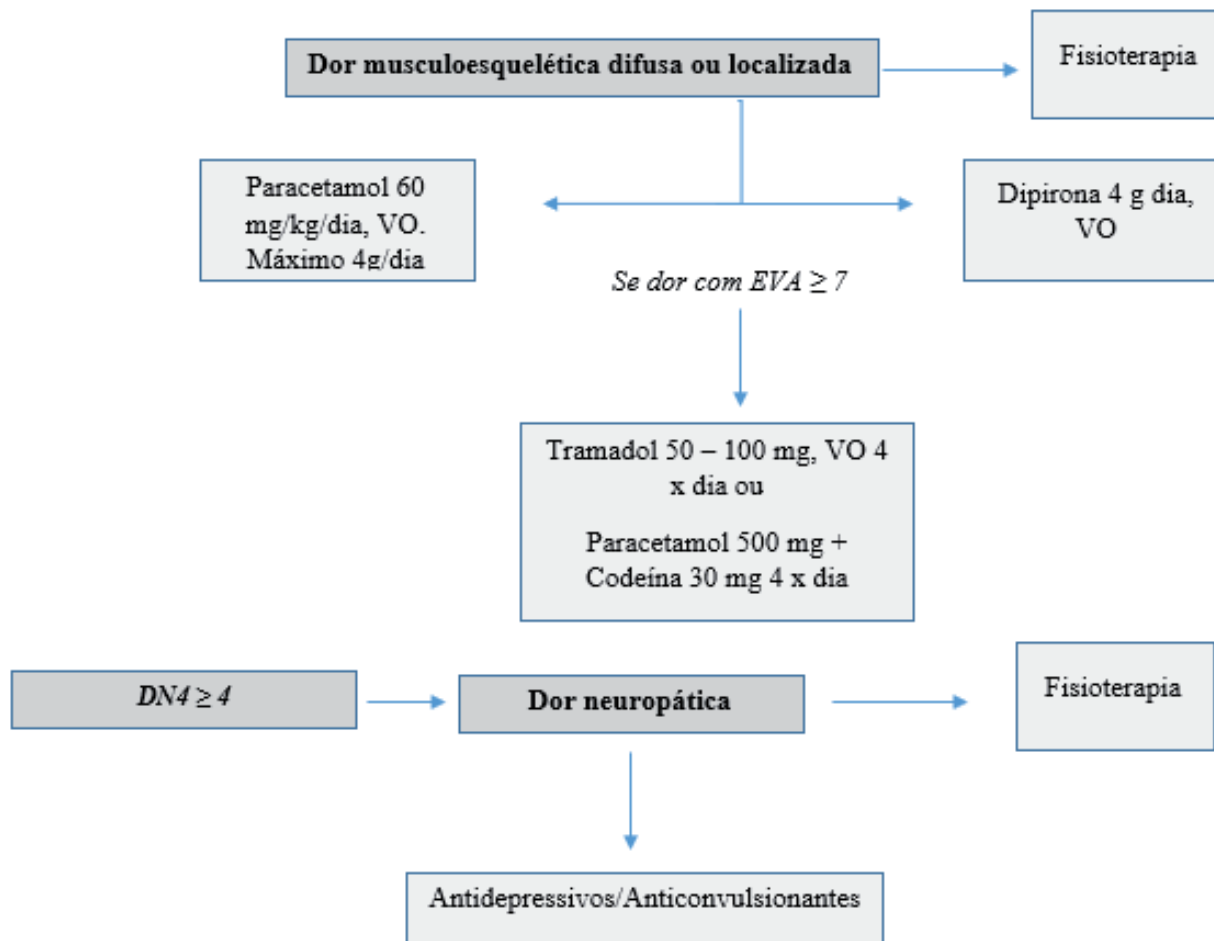 Dor musculoesquelética difusa ou localizada
Fisioterapia
Paracetamol 60
mg/kg/dia, VO.
Máximo 4g/dia
Dipirona 4 g dia,
VO
Se dor com EVA ≥ 7
Tramadol 50 – 100 mg, VO 4
x dia ou
Paracetamol 500 mg +
Codeína 30 mg 4 x dia
DN4 ≥ 4
Dor neuropática
Fisioterapia
Antidepressivos/Anticonvulsionantes